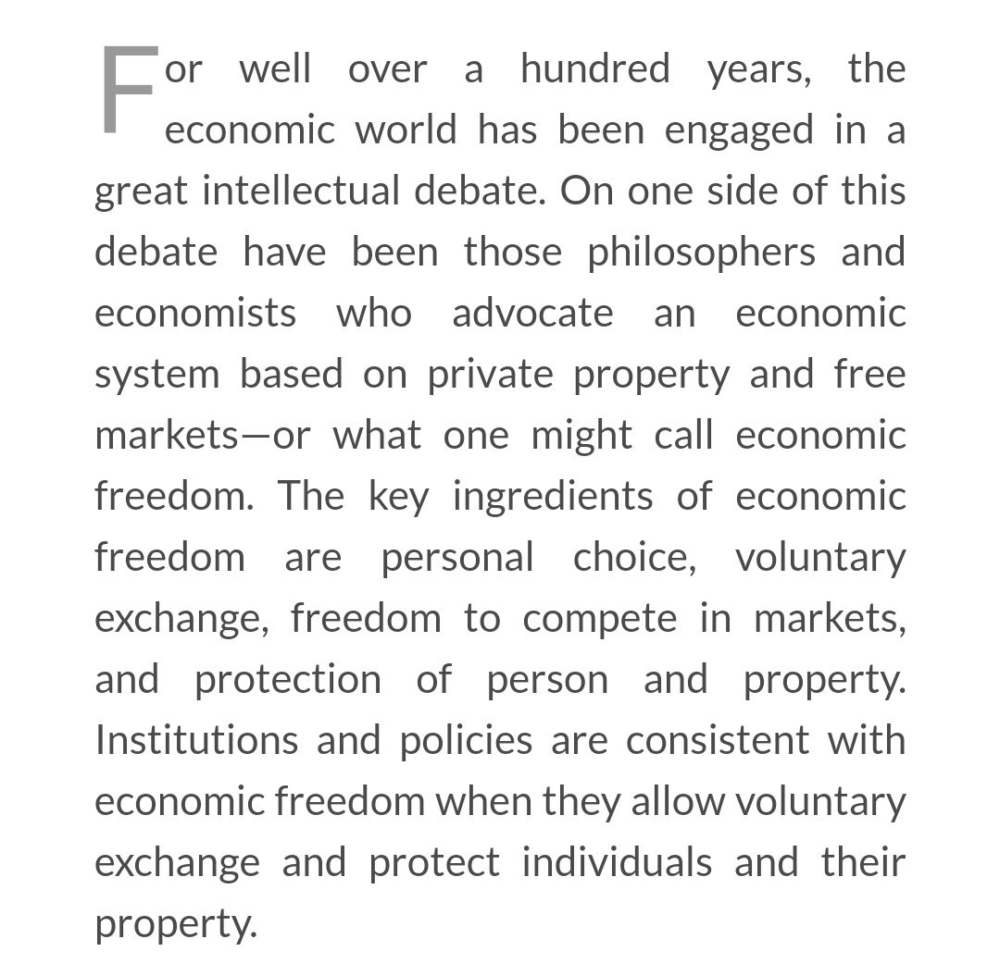 For well over a hundred years, the
economic world has been engaged in a
great intellectual debate. On one side of this
debate have been those philosophers and
economists who advocate an economic
system based on private property and free
markets—or what one might call economic
freedom. The key ingredients of economic
freedom are personal choice, voluntary
exchange, freedom to compete in markets,
and protection of person and property.
Institutions and policies are consistent with
economic freedom when they allow voluntary
exchange and protect individuals and their
property.